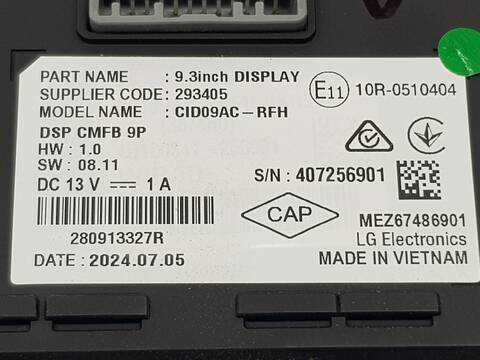 PART NAME : 9.3inch DISPLAY
SUPPLIER CODE : 293405
MODEL NAME : CID09AC-RFH
DSP CMFB 9P
HW : 1.0
SW : 08.11
DC 13 V ⎓ 1 A
280913327R
DATE : 2024.07.05
E11 10R-0510404
S/N : 407256901
CAP
MEZ67486901
LG Electronics
MADE IN VIETNAM